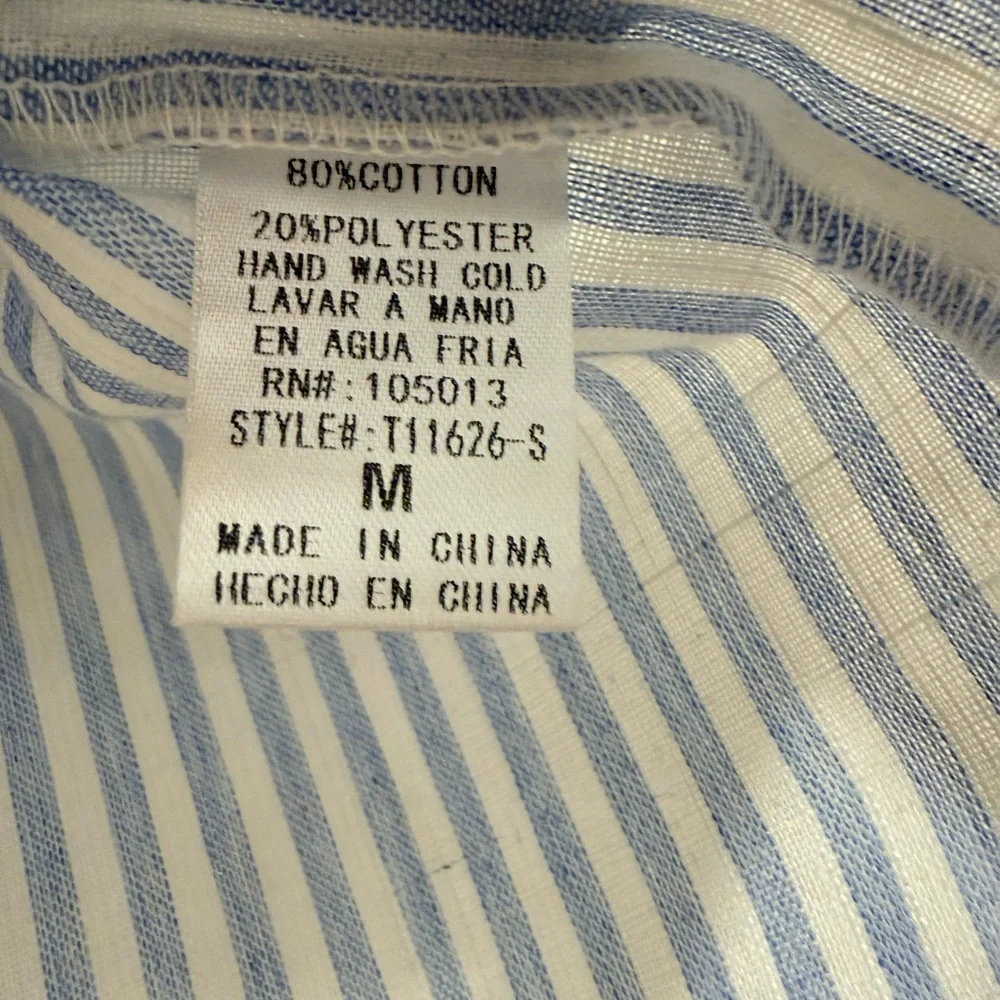 80%COTTON
20%POLYESTER
HAND WASH COLD
LAVAR A MANO
EN AGUA FRIA
RN#:105013
STYLE#:T11626-S
M
MADE IN CHINA
HECHO EN CHINA